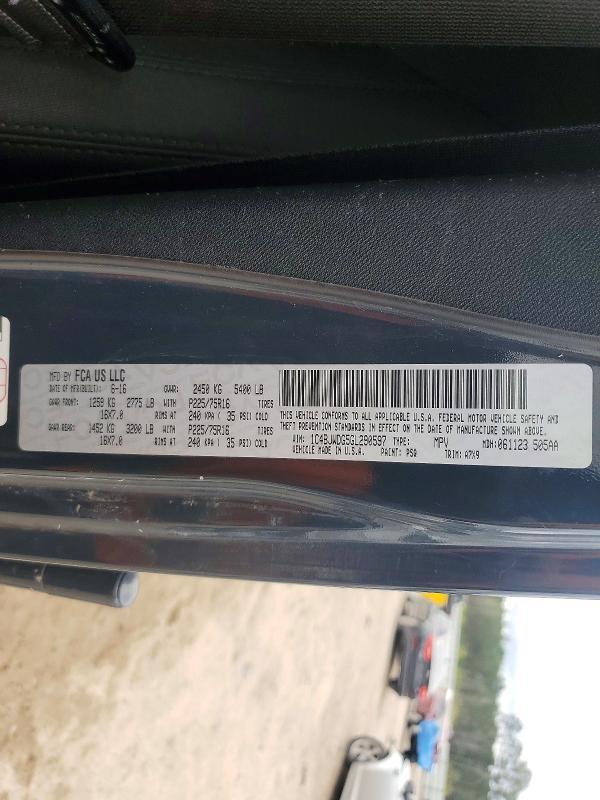 MFD BY FCA US LLC
DATE OF MFR(BUILT): 6-16 GVWR: 2450 KG 5400 LB
GAWR FRONT: 1259 KG 2775 LB WITH P225/75R16 TIRES
16X7.0 RIMS AT 240 KPA ( 35 PSI) COLD
GAWR REAR: 1452 KG 3200 LB WITH P225/75R16 TIRES
16X7.0 RIMS AT 240 KPA ( 35 PSI) COLD
THIS VEHICLE CONFORMS TO ALL APPLICABLE U.S.A. FEDERAL MOTOR VEHICLE SAFETY AND
THEFT PREVENTION STANDARDS IN EFFECT ON THE DATE OF MANUFACTURE SHOWN ABOVE.
VIN: 1C4BJWDG5GL290597 TYPE: MPV MDH: 061123 505AA
VEHICLE MADE IN U.S.A. PAINT: PSQ TRIM: A7X9